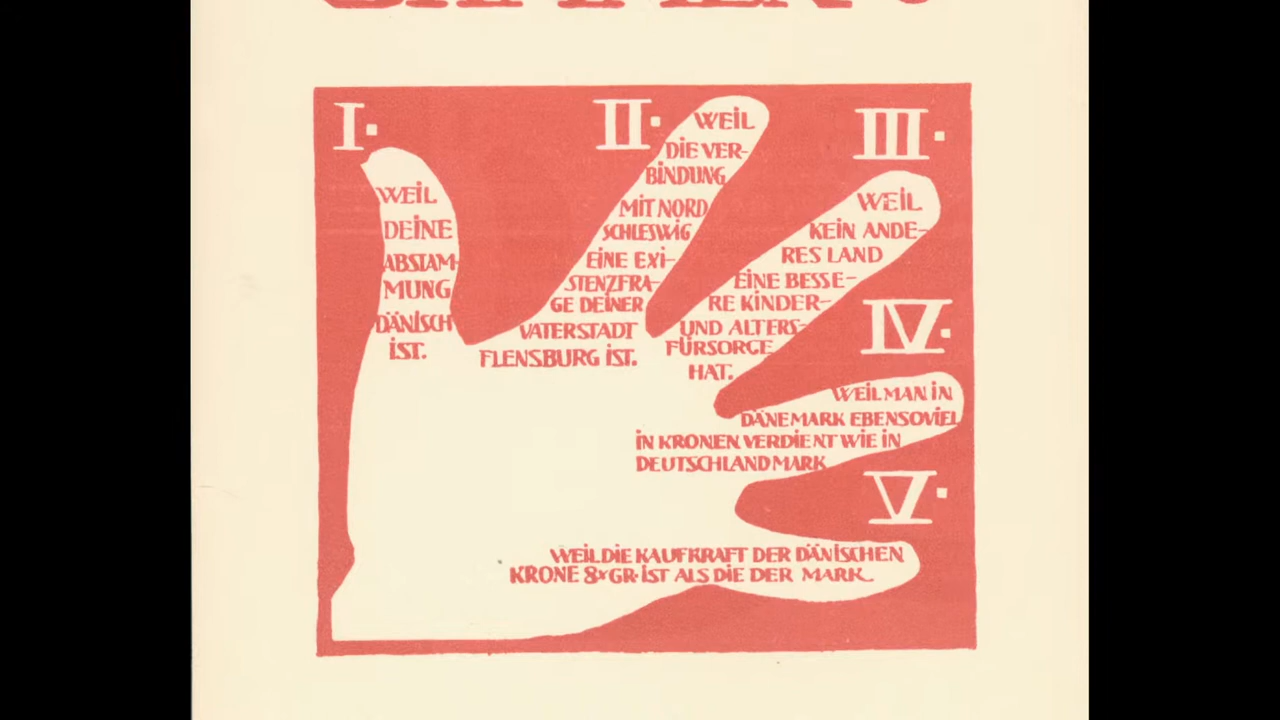 I.
WEIL
DEINE
ABSTAM-
MUNG
DÄNISCH
IST.
II.
WEIL
DIE VER-
BINDUNG
MIT NORD
SCHLESWIG
EINE EXI-
STENZFRA-
GE DEINER
VATERSTADT
FLENSBURG IST.
III.
WEIL
KEIN ANDE-
RES LAND
EINE BESSE-
RE KINDER-
UND ALTERS-
FÜRSORGE
HAT.
IV.
WEIL MAN IN
DÄNEMARK EBENSOVIEL
IN KRONEN VERDIENT WIE IN
DEUTSCHLAND MARK
V.
WEIL DIE KAUFKRAFT DER DÄNISCHEN
KRONE 8x GR. IST ALS DIE DER MARK